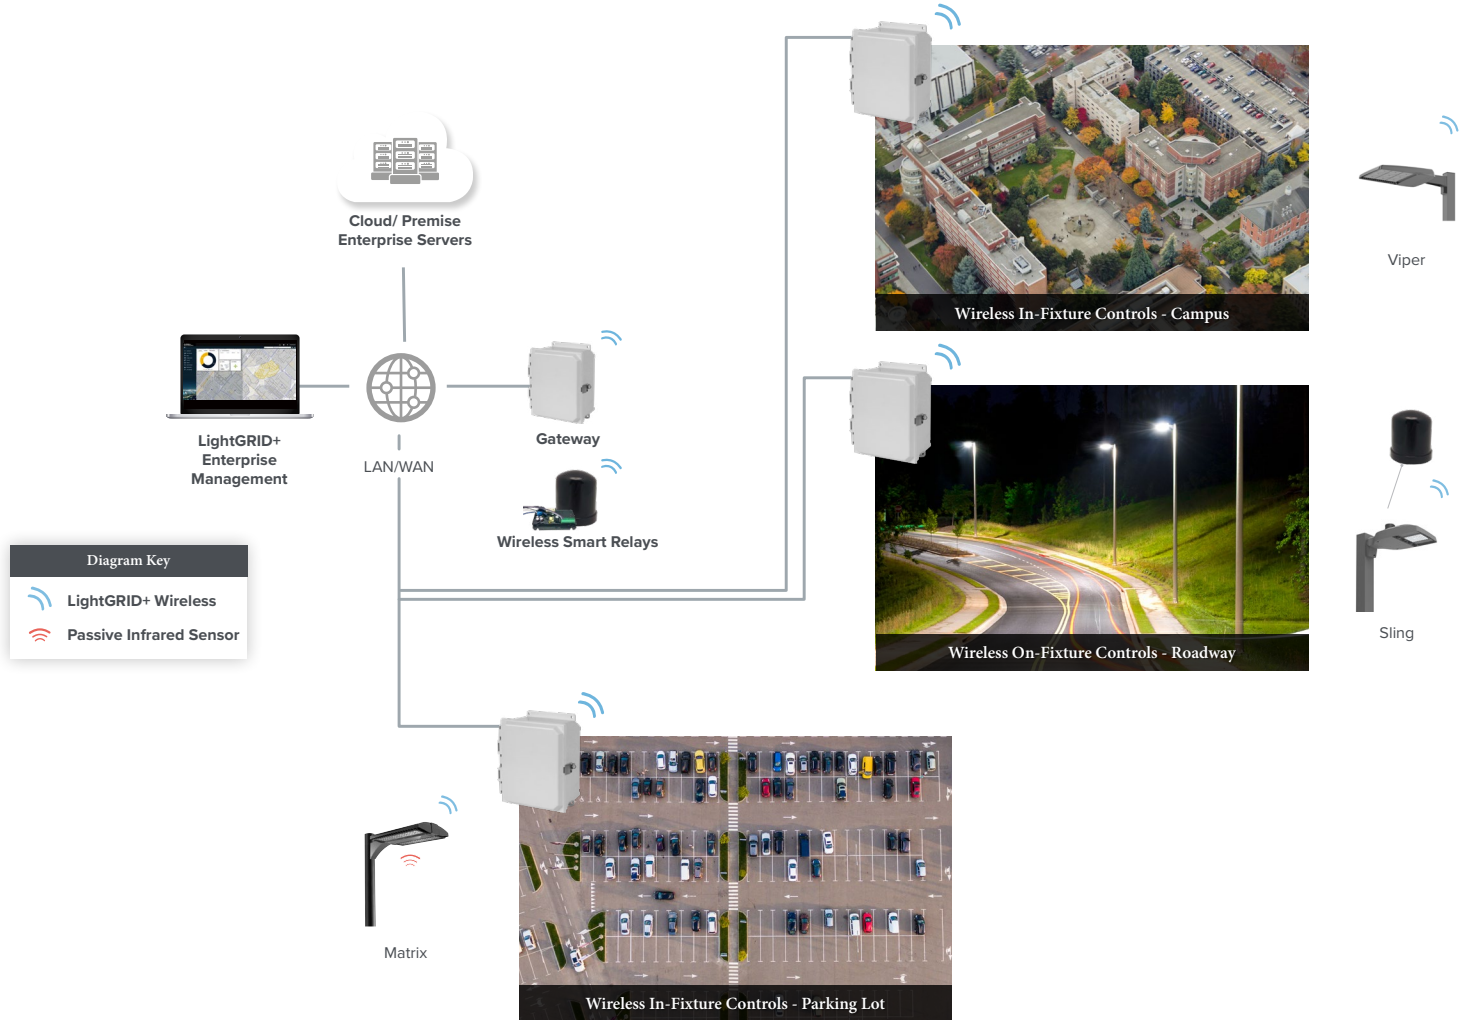 Cloud/ Premise
Enterprise Servers
LightGRID+
Enterprise
Management
LAN/WAN
Gateway
Wireless Smart Relays
Diagram Key
LightGRID+ Wireless
Passive Infrared Sensor
Wireless In-Fixture Controls - Campus
Viper
Wireless On-Fixture Controls - Roadway
Sling
Matrix
Wireless In-Fixture Controls - Parking Lot